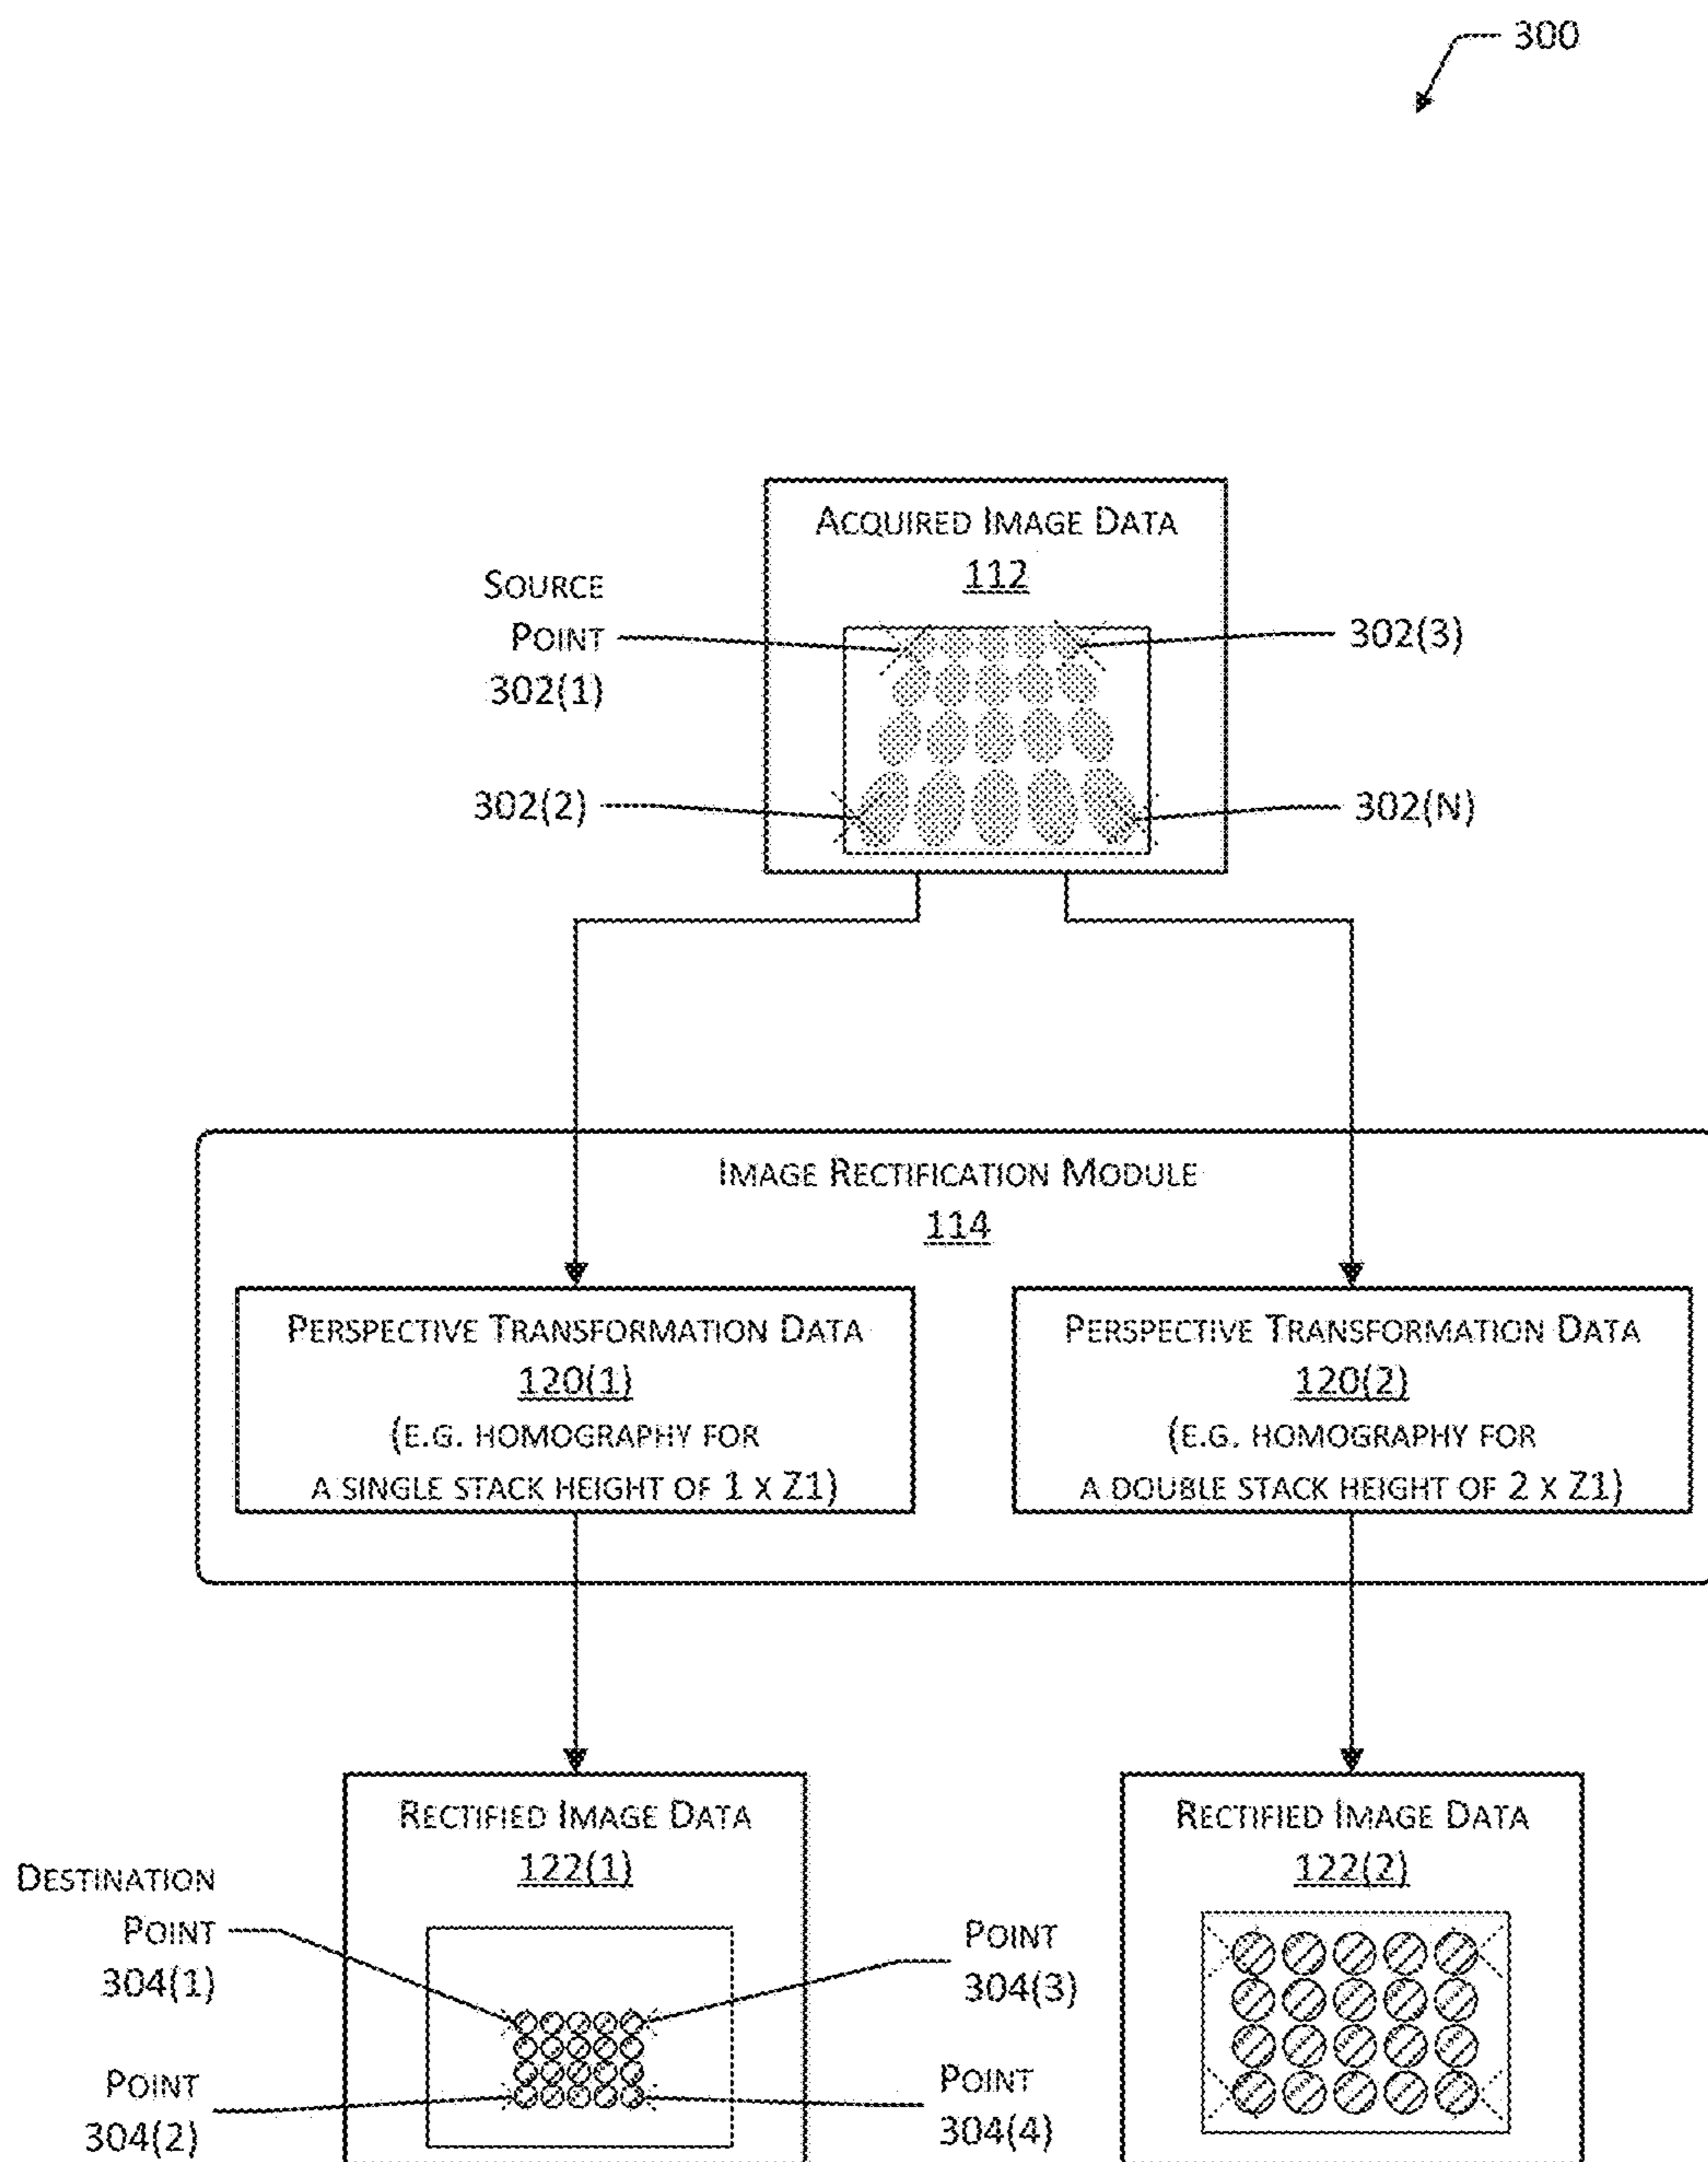 300
ACQUIRED IMAGE DATA
112
SOURCE
POINT
302(1)
302(3)
302(2)
302(N)
IMAGE RECTIFICATION MODULE
114
PERSPECTIVE TRANSFORMATION DATA
120(1)
(E.G. HOMOGRAPHY FOR
A SINGLE STACK HEIGHT OF 1 X Z1)
PERSPECTIVE TRANSFORMATION DATA
120(2)
(E.G. HOMOGRAPHY FOR
A DOUBLE STACK HEIGHT OF 2 X Z1)
RECTIFIED IMAGE DATA
122(1)
DESTINATION
POINT
304(1)
POINT
304(3)
POINT
304(2)
POINT
304(4)
RECTIFIED IMAGE DATA
122(2)